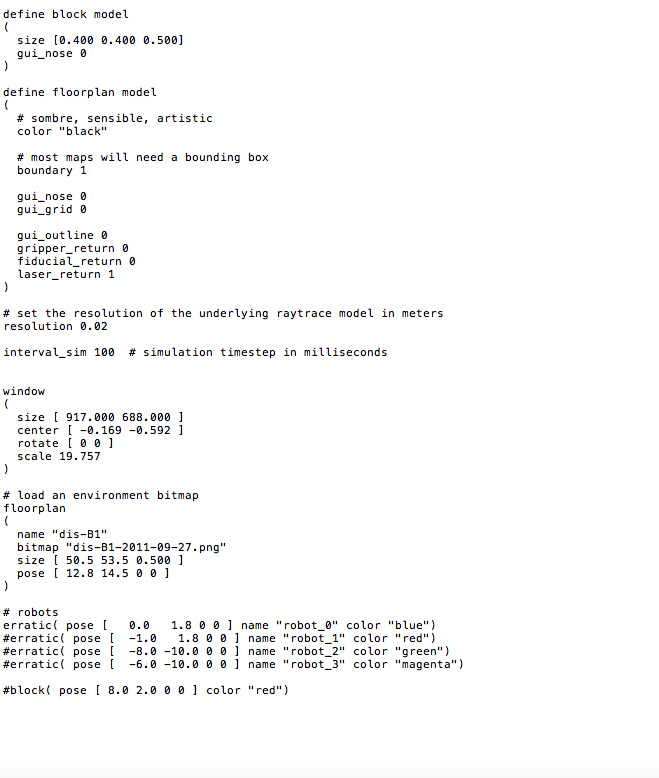 define block model
(
  size [0.400 0.400 0.500]
  gui_nose 0
)

define floorplan model
(
  # sombre, sensible, artistic
  color "black"

  # most maps will need a bounding box
  boundary 1

  gui_nose 0
  gui_grid 0

  gui_outline 0
  gripper_return 0
  fiducial_return 0
  laser_return 1
)

# set the resolution of the underlying raytrace model in meters
resolution 0.02

interval_sim 100  # simulation timestep in milliseconds


window
(
  size [ 917.000 688.000 ]
  center [ -0.169 -0.592 ]
  rotate [ 0 0 ]
  scale 19.757
)

# load an environment bitmap
floorplan
(
  name "dis-B1"
  bitmap "dis-B1-2011-09-27.png"
  size [ 50.5 53.5 0.500 ]
  pose [ 12.8 14.5 0 0 ]
)

# robots
erratic( pose [   0.0   1.8 0 0 ] name "robot_0" color "blue")
#erratic( pose [  -1.0   1.8 0 0 ] name "robot_1" color "red")
#erratic( pose [  -8.0 -10.0 0 0 ] name "robot_2" color "green")
#erratic( pose [  -6.0 -10.0 0 0 ] name "robot_3" color "magenta")

#block( pose [ 8.0 2.0 0 0 ] color "red")